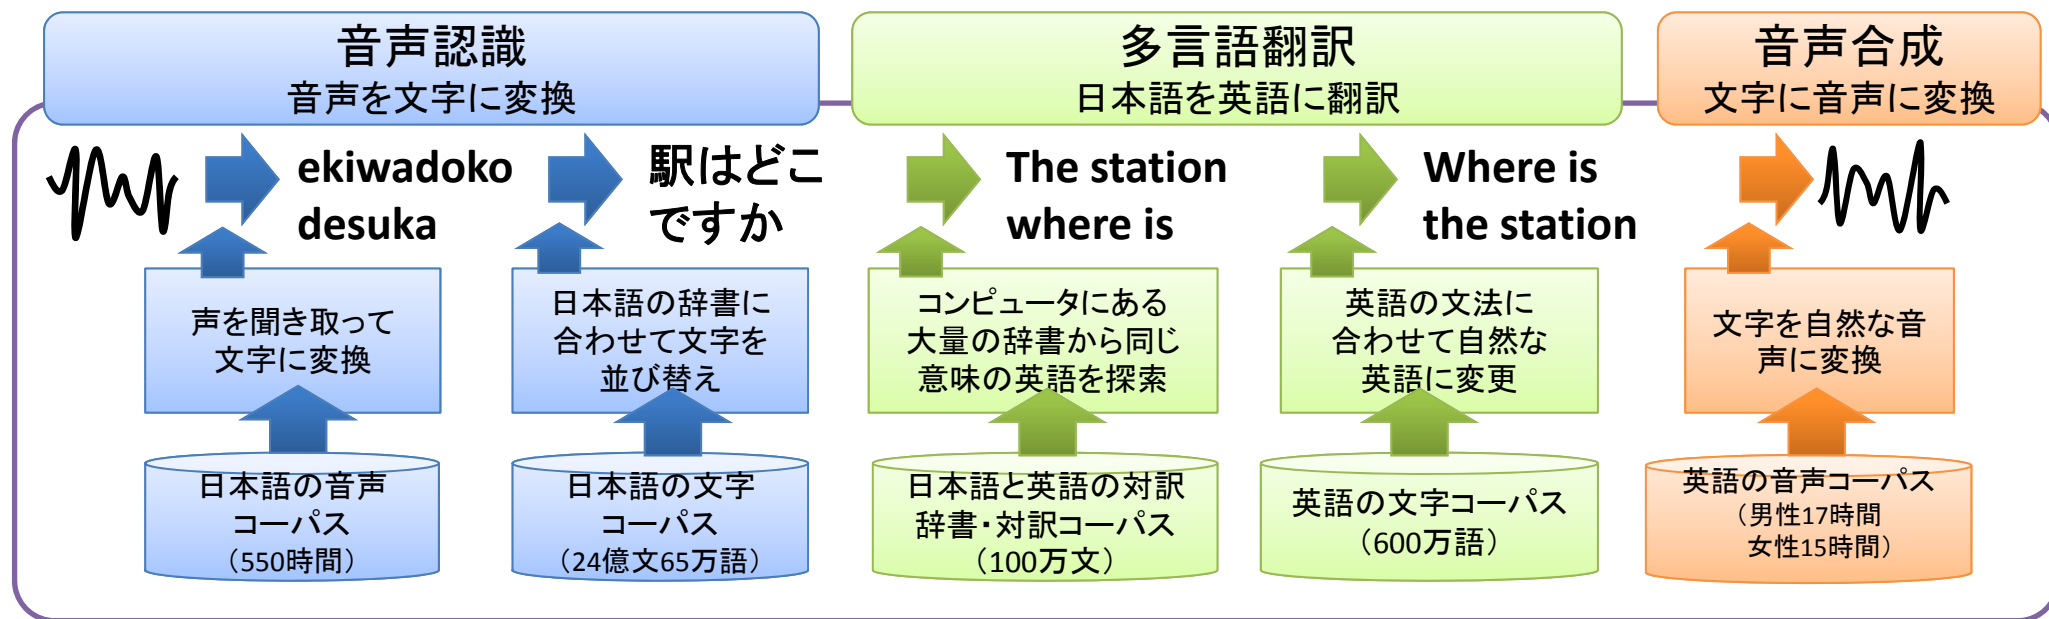 音声認識
音声を文字に変換
多言語翻訳
日本語を英語に翻訳
音声合成
文字に音声に変換
ekiwadoko
desuka
駅はどこ
ですか
The station
where is
Where is
the station
声を聞き取って
文字に変換
日本語の辞書に
合わせて文字を
並び替え
コンピュータにある
大量の辞書から同じ
意味の英語を探索
英語の文法に
合わせて自然な
英語に変更
文字を自然な音
声に変換
日本語の音声
コーパス
（550時間）
日本語の文字
コーパス
（24億文65万語）
日本語と英語の対訳
辞書・対訳コーパス
（100万文）
英語の文字コーパス
（600万語）
英語の音声コーパス
（男性17時間
女性15時間）